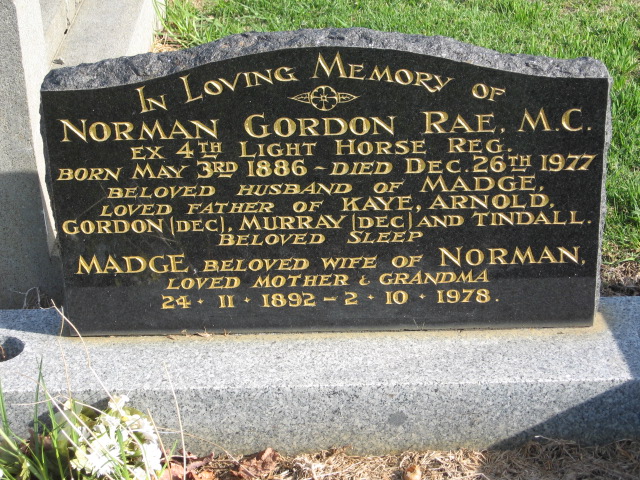 In Loving Memory of
Norman Gordon Rae, M.C.
Ex 4TH Light Horse Reg.
Born May 3RD 1886 ~ Died Dec. 26TH 1977
Beloved Husband of Madge,
Loved Father of Kaye, Arnold,
Gordon (Dec), Murray (Dec) and Tindall.
Beloved Sleep
Madge, Beloved Wife of Norman,
Loved Mother & Grandma
24 · 11 · 1892 – 2 · 10 · 1978.